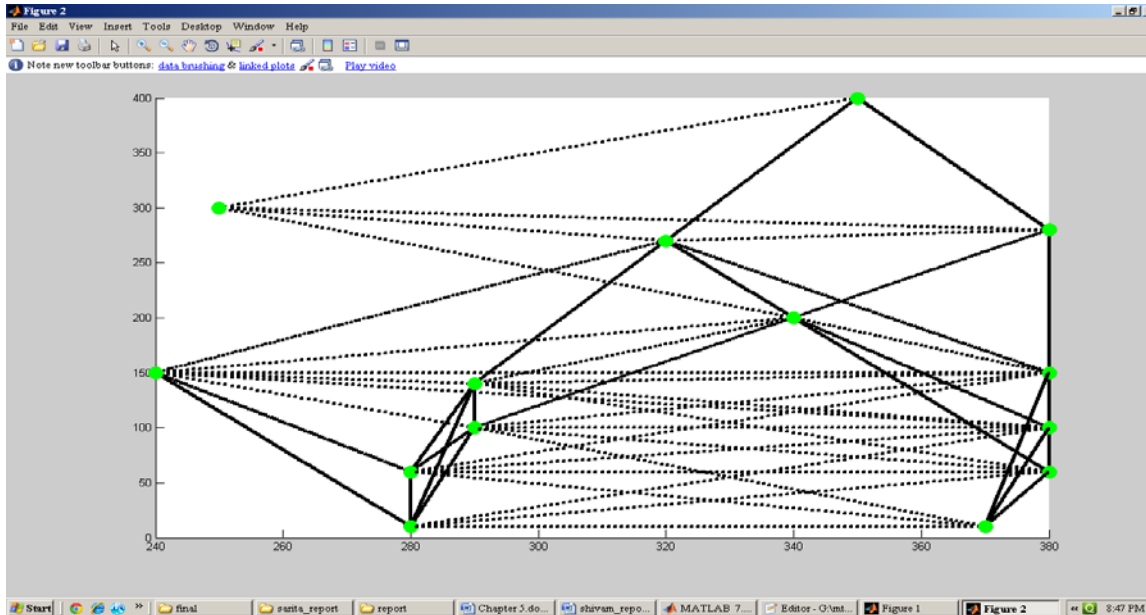 Figure 2
File Edit View Insert Tools Desktop Window Help
Note new toolbar buttons: data brushing & linked plots Play video
400
350
300
250
200
150
100
50
0
240 260 280 300 320 340 360 380
Start » final sarita_report report Chapter 5.do... shivam_repo... MATLAB 7.... Editor - G:\mt... Figure 1 Figure 2 « 8:47 PM